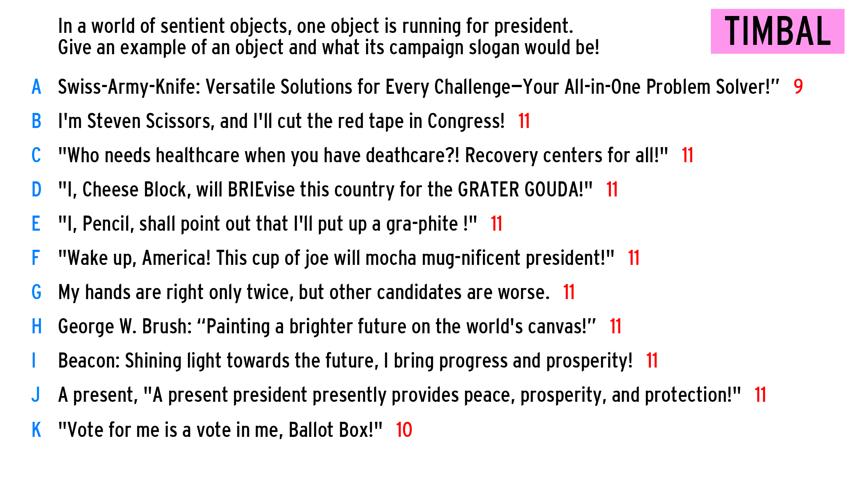 In a world of sentient objects, one object is running for president.
Give an example of an object and what its campaign slogan would be!
TIMBAL
A Swiss-Army-Knife: Versatile Solutions for Every Challenge—Your All-in-One Problem Solver!” 9
B I'm Steven Scissors, and I'll cut the red tape in Congress! 11
C "Who needs healthcare when you have deathcare?! Recovery centers for all!" 11
D "I, Cheese Block, will BRIEvise this country for the GRATER GOUDA!" 11
E "I, Pencil, shall point out that I'll put up a gra-phite !" 11
F "Wake up, America! This cup of joe will mocha mug-nificent president!" 11
G My hands are right only twice, but other candidates are worse. 11
H George W. Brush: “Painting a brighter future on the world's canvas!” 11
I Beacon: Shining light towards the future, I bring progress and prosperity! 11
J A present, "A present president presently provides peace, prosperity, and protection!" 11
K "Vote for me is a vote in me, Ballot Box!" 10